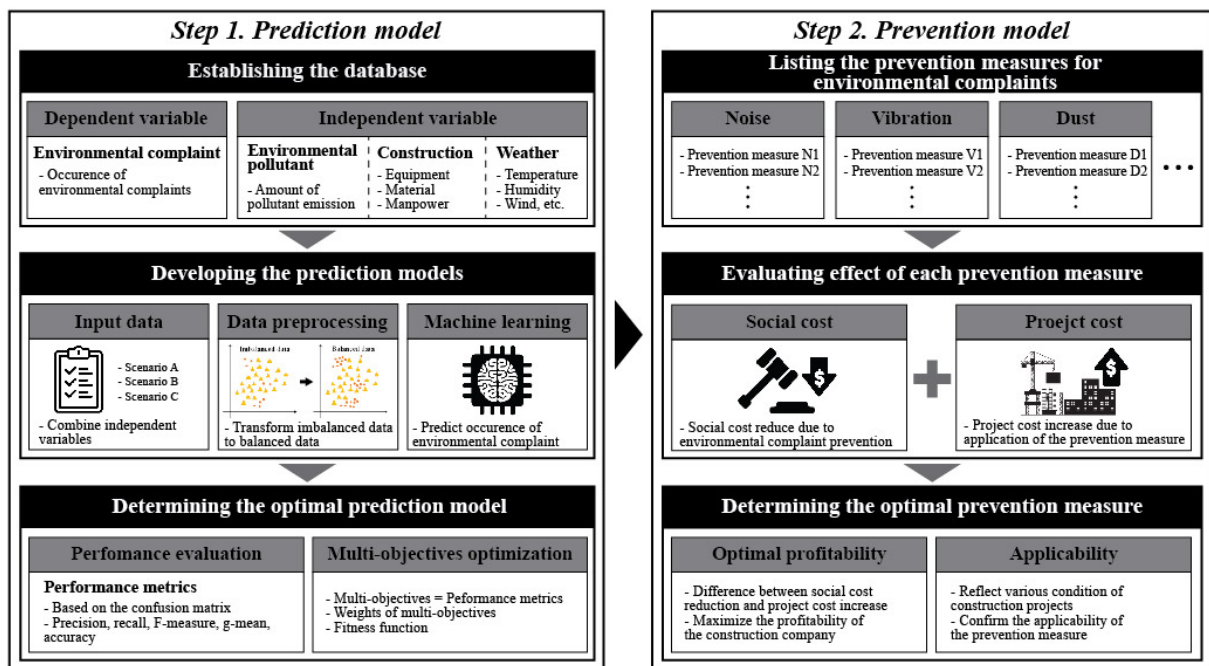 Step 1. Prediction model
Establishing the database
Dependent variable
Environmental complaint
- Occurence of
environmental complaints
Independent variable
Environmental
pollutant
- Amount of
pollutant emission
Construction
- Equipment
- Material
- Manpower
Weather
- Temperature
- Humidity
- Wind, etc.
Developing the prediction models
Input data
- Scenario A
- Scenario B
- Scenario C
- Combine independent
variables
Data preprocessing
Imbalanced data
Balanced data
- Transform imbalanced data
to balanced data
Machine learning
- Predict occurence of
environmental complaint
Determining the optimal prediction model
Perfomance evaluation
Performance metrics
- Based on the confusion matrix
- Precision, recall, F-measure, g-mean,
accuracy
Multi-objectives optimization
- Multi-objectives = Peformance metrics
- Weights of multi-objectives
- Fitness function
Step 2. Prevention model
Listing the prevention measures for
environmental complaints
Noise
- Prevention measure N1
- Prevention measure N2
⋮
Vibration
- Prevention measure V1
- Prevention measure V2
⋮
Dust
- Prevention measure D1
- Prevention measure D2
⋮
...
Evaluating effect of each prevention measure
Social cost
$
- Social cost reduce due to
environmental complaint prevention
+
Proejct cost
$
- Project cost increase due to
application of the prevention measure
Determining the optimal prevention measure
Optimal profitability
- Difference between social cost
reduction and project cost increase
- Maximize the profitability of
the construction company
Applicability
- Reflect various condition of
construction projects
- Confirm the applicability of
the prevention measure